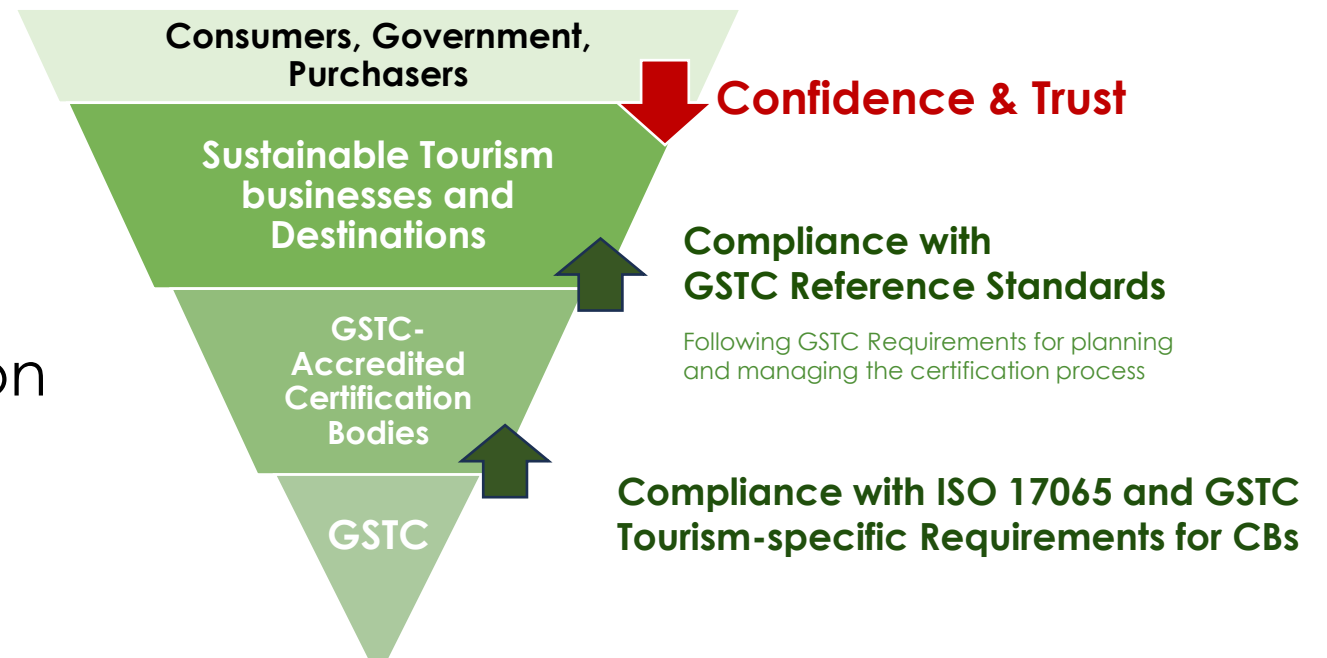 Consumers, Government,
Purchasers
Confidence & Trust
Sustainable Tourism
businesses and
Destinations
Compliance with
GSTC Reference Standards
Following GSTC Requirements for planning
and managing the certification process
on
GSTC-
Accredited
Certification
Bodies
Compliance with ISO 17065 and GSTC
Tourism-specific Requirements for CBs
GSTC